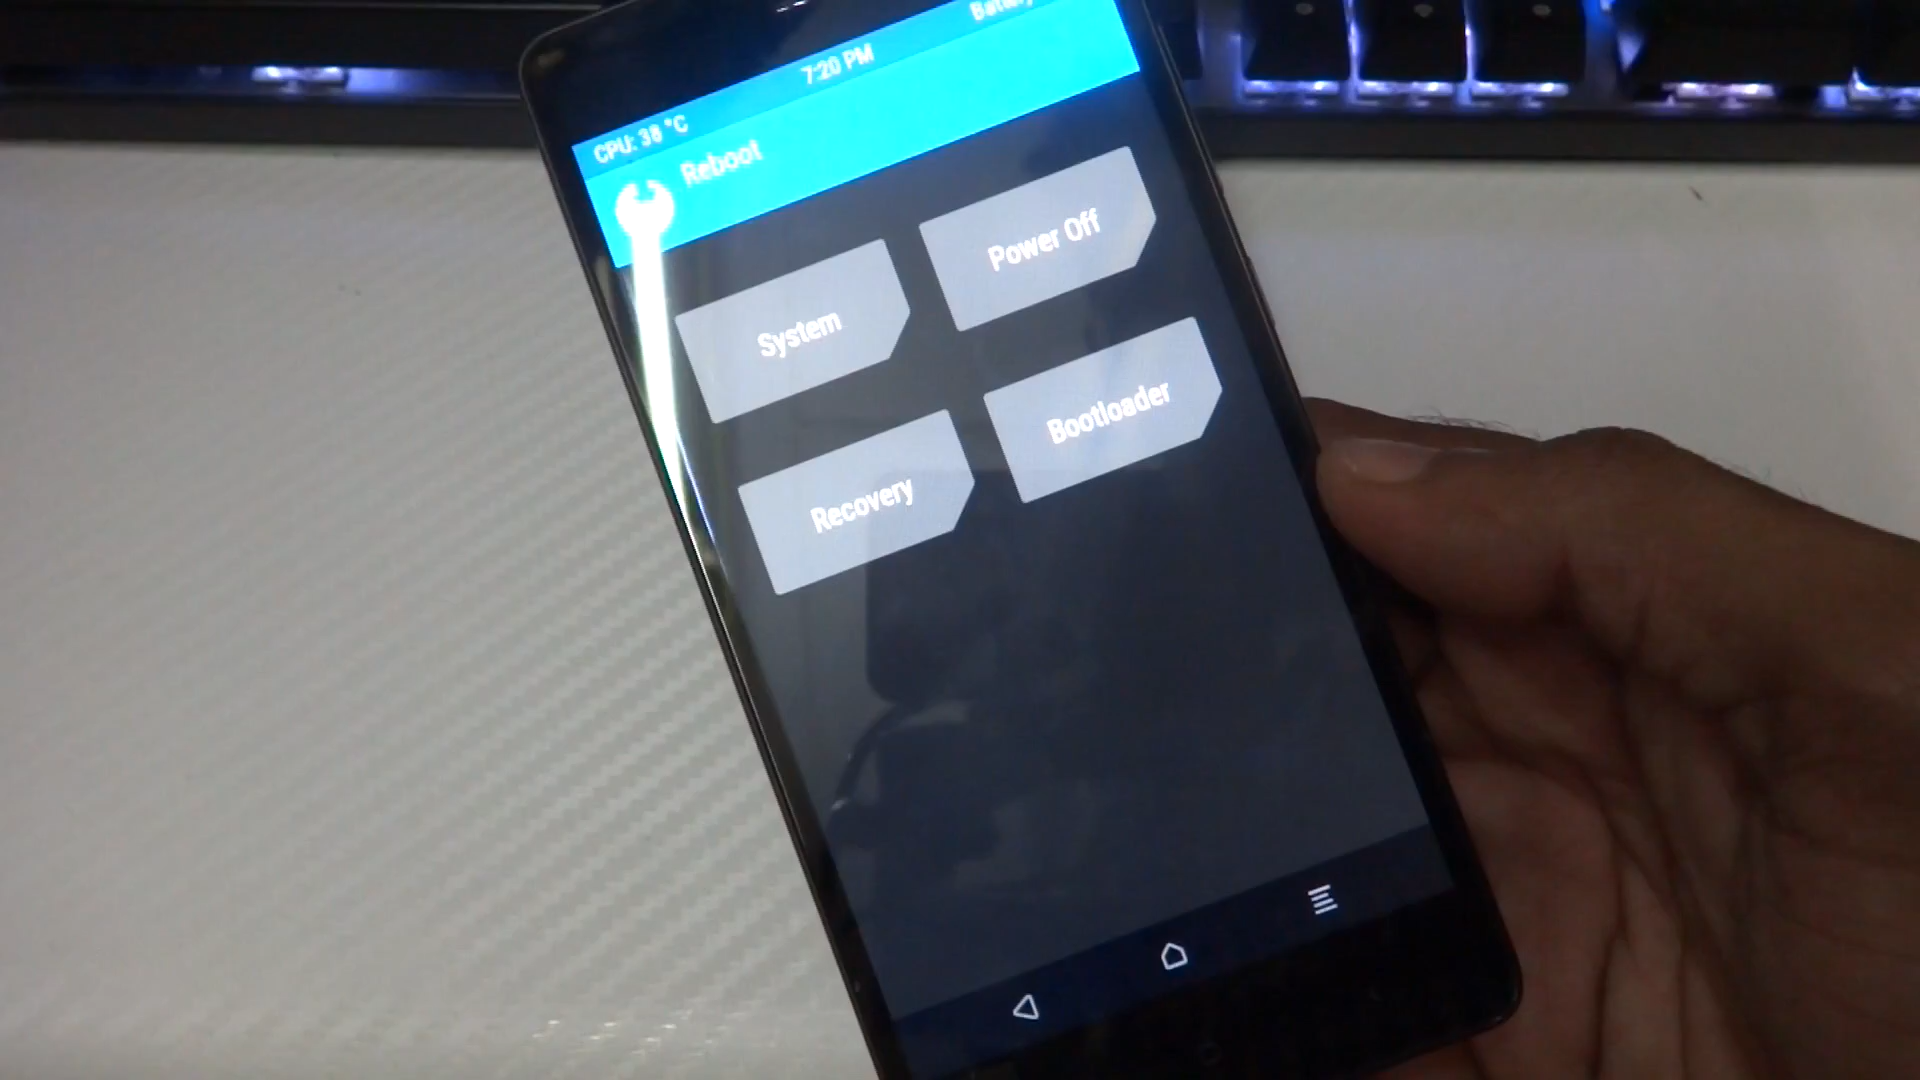 7:20 PM
CPU: 38 °C
Reboot
System
Power Off
Recovery
Bootloader